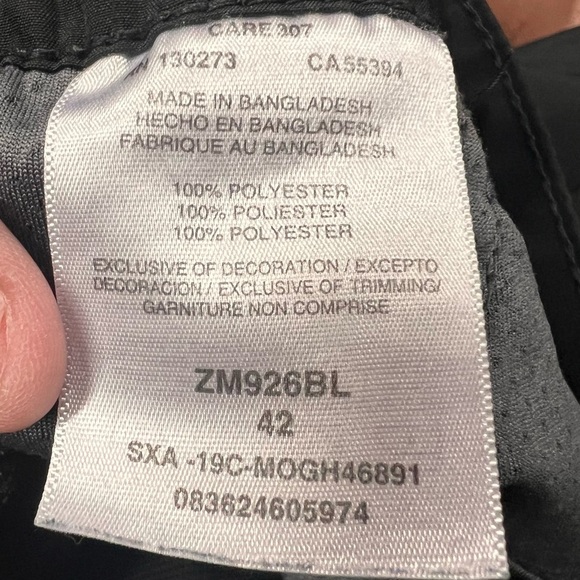 CARE 307
130273 CA55394
MADE IN BANGLADESH
HECHO EN BANGLADESH
FABRIQUE AU BANGLADESH
100% POLYESTER
100% POLIESTER
100% POLYESTER
EXCLUSIVE OF DECORATION / EXCEPTO
DECORACION / EXCLUSIVE OF TRIMMING/
GARNITURE NON COMPRISE
ZM926BL
42
SXA -19C-MOGH46891
083624605974